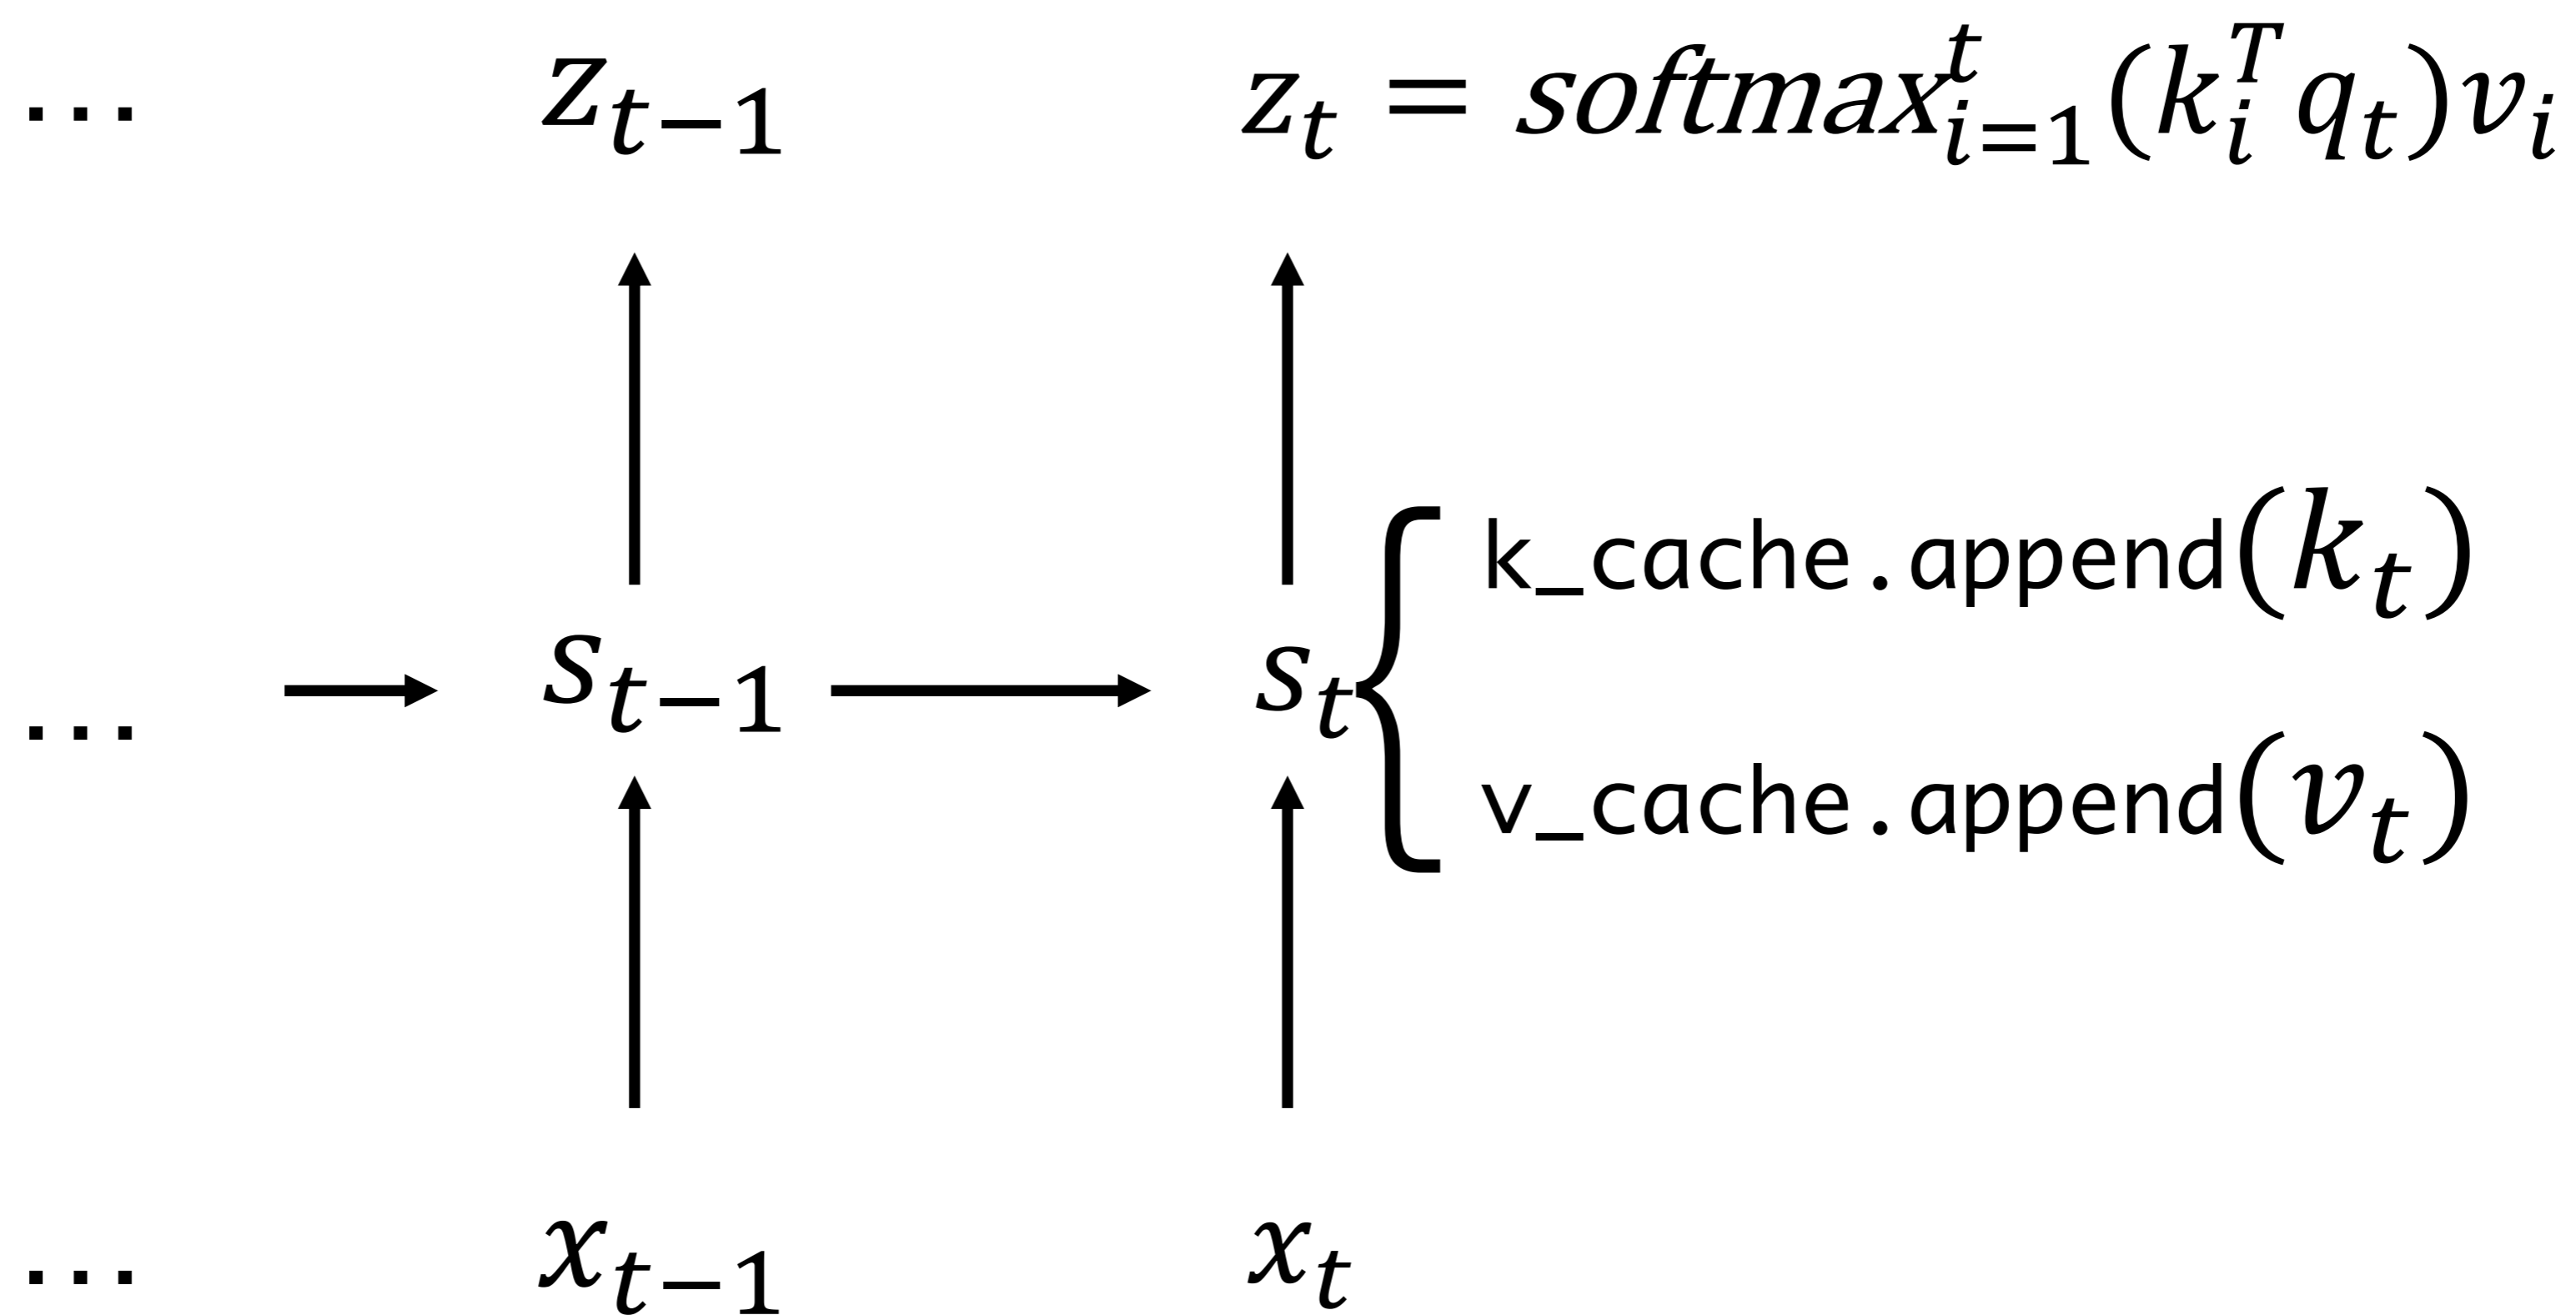 ... z_{t-1} z_t = softmax_{i=1}^{t}(k_i^T q_t)v_i
k_cache.append(k_t)
... s_{t-1} s_t
v_cache.append(v_t)
... x_{t-1} x_t